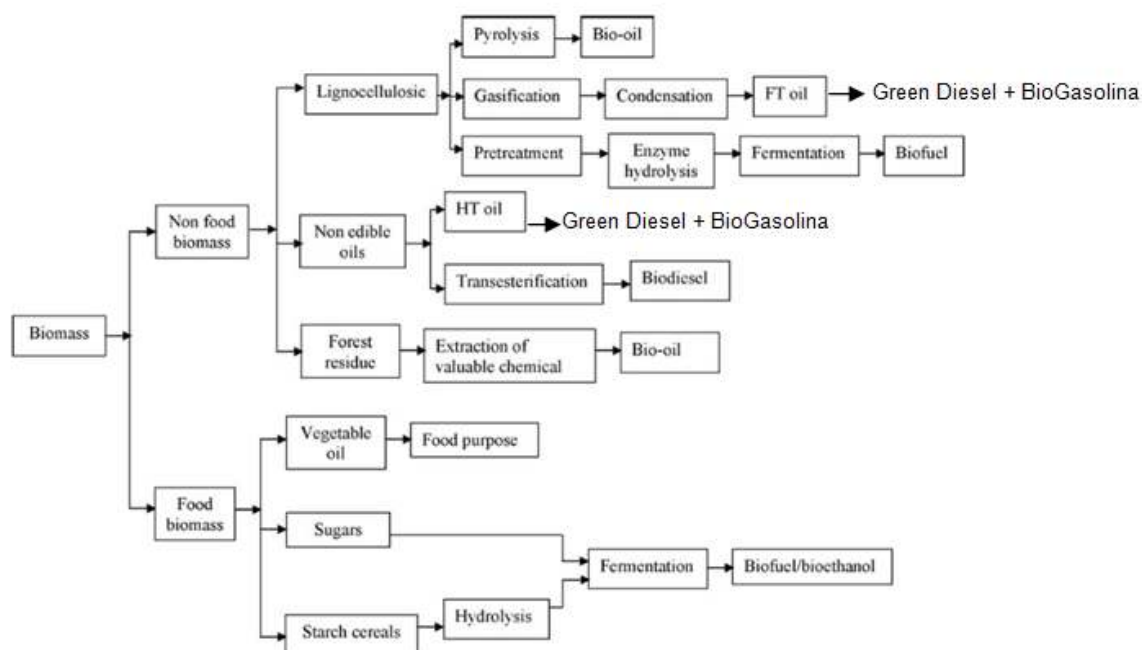 Pyrolysis
Bio-oil
Lignocellulosic
Gasification
Condensation
FT oil
Green Diesel + BioGasolina
Pretreatment
Enzyme
hydrolysis
Fermentation
Biofuel
HT oil
Green Diesel + BioGasolina
Non food
biomass
Non edible
oils
Transesterification
Biodiesel
Biomass
Forest
residue
Extraction of
valuable chemical
Bio-oil
Vegetable
oil
Food purpose
Food
biomass
Sugars
Fermentation
Biofuel/bioethanol
Starch cereals
Hydrolysis